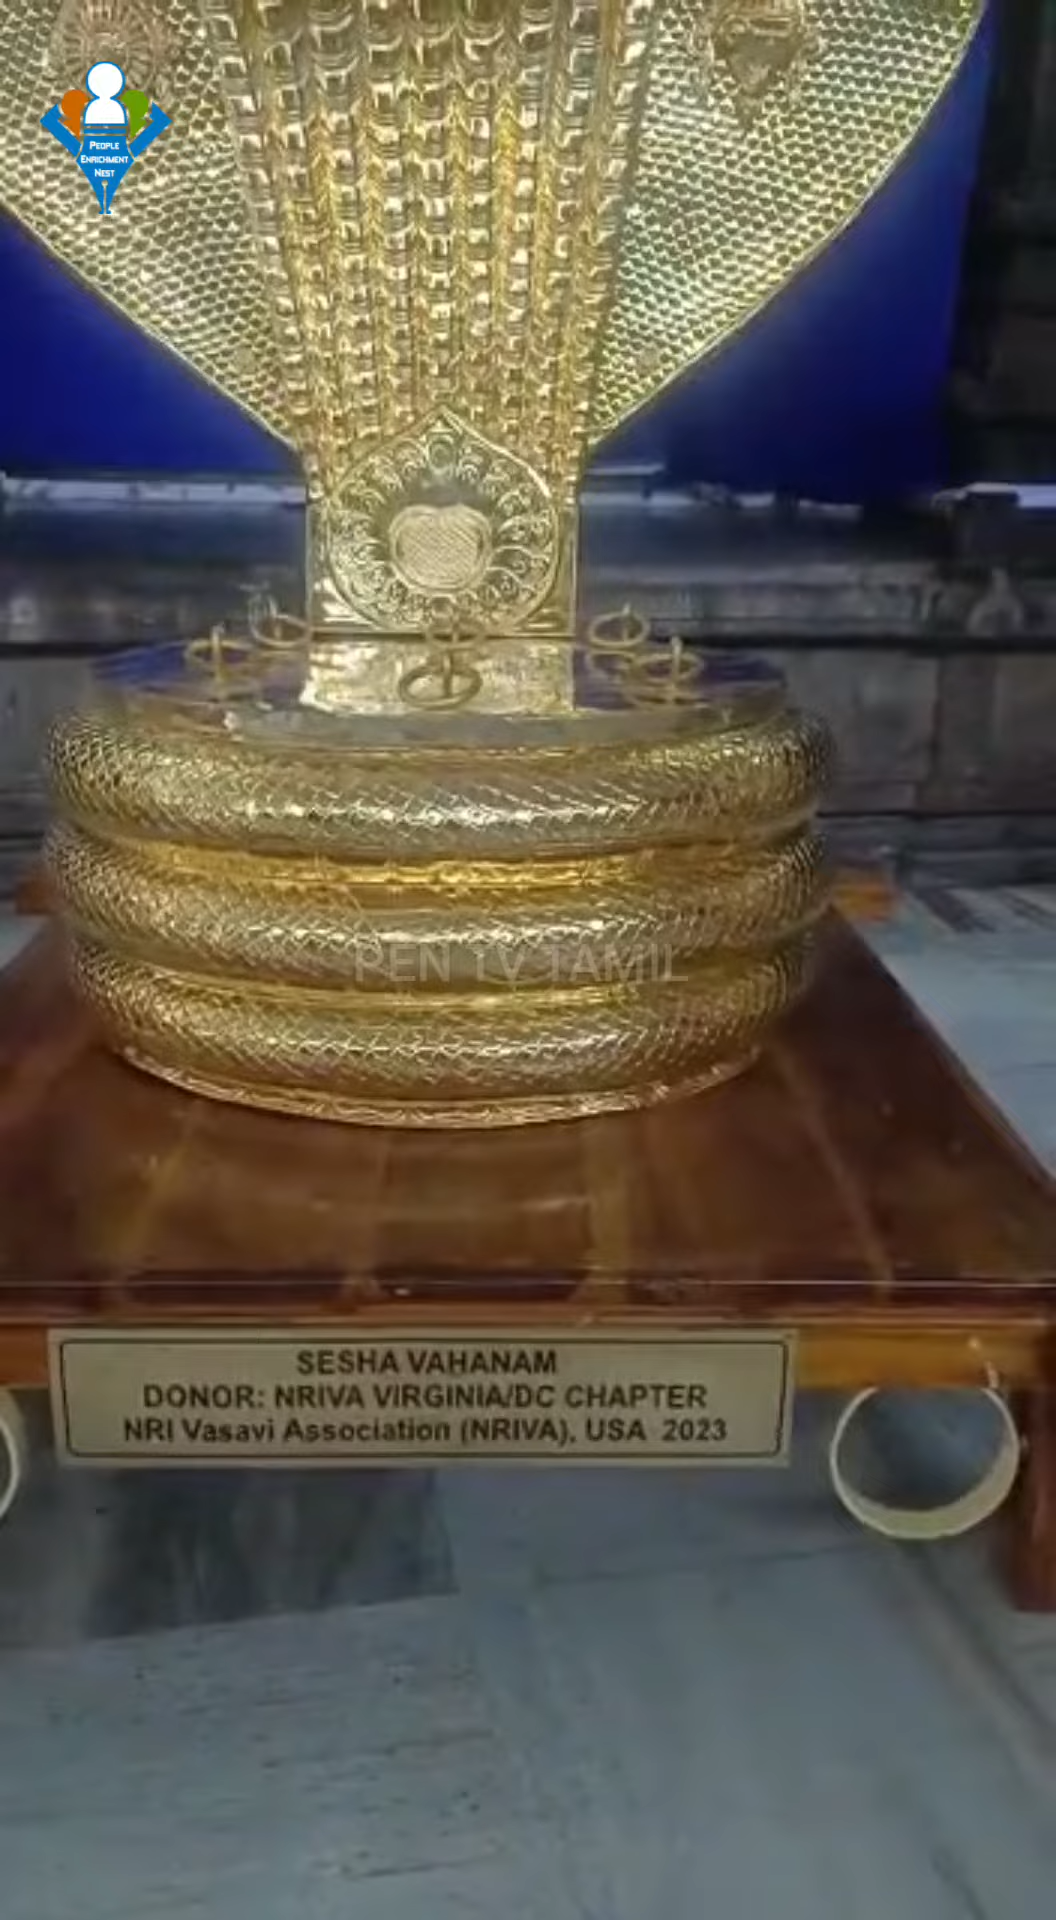 PEOPLE
ENRICHMENT
NEST
PEN TV TAMIL
SESHA VAHANAM
DONOR: NRIVA VIRGINIA/DC CHAPTER
NRI Vasavi Association (NRIVA), USA 2023